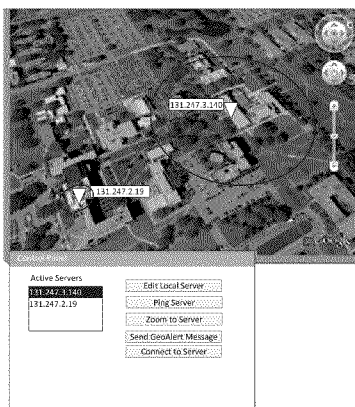 131.247.3.140
131.247.2.19
Control Panel
Active Servers
131.247.3.140
131.247.2.19
Edit Local Server
Ping Server
Zoom to Server
Send GeoAlert Message
Connect to Server